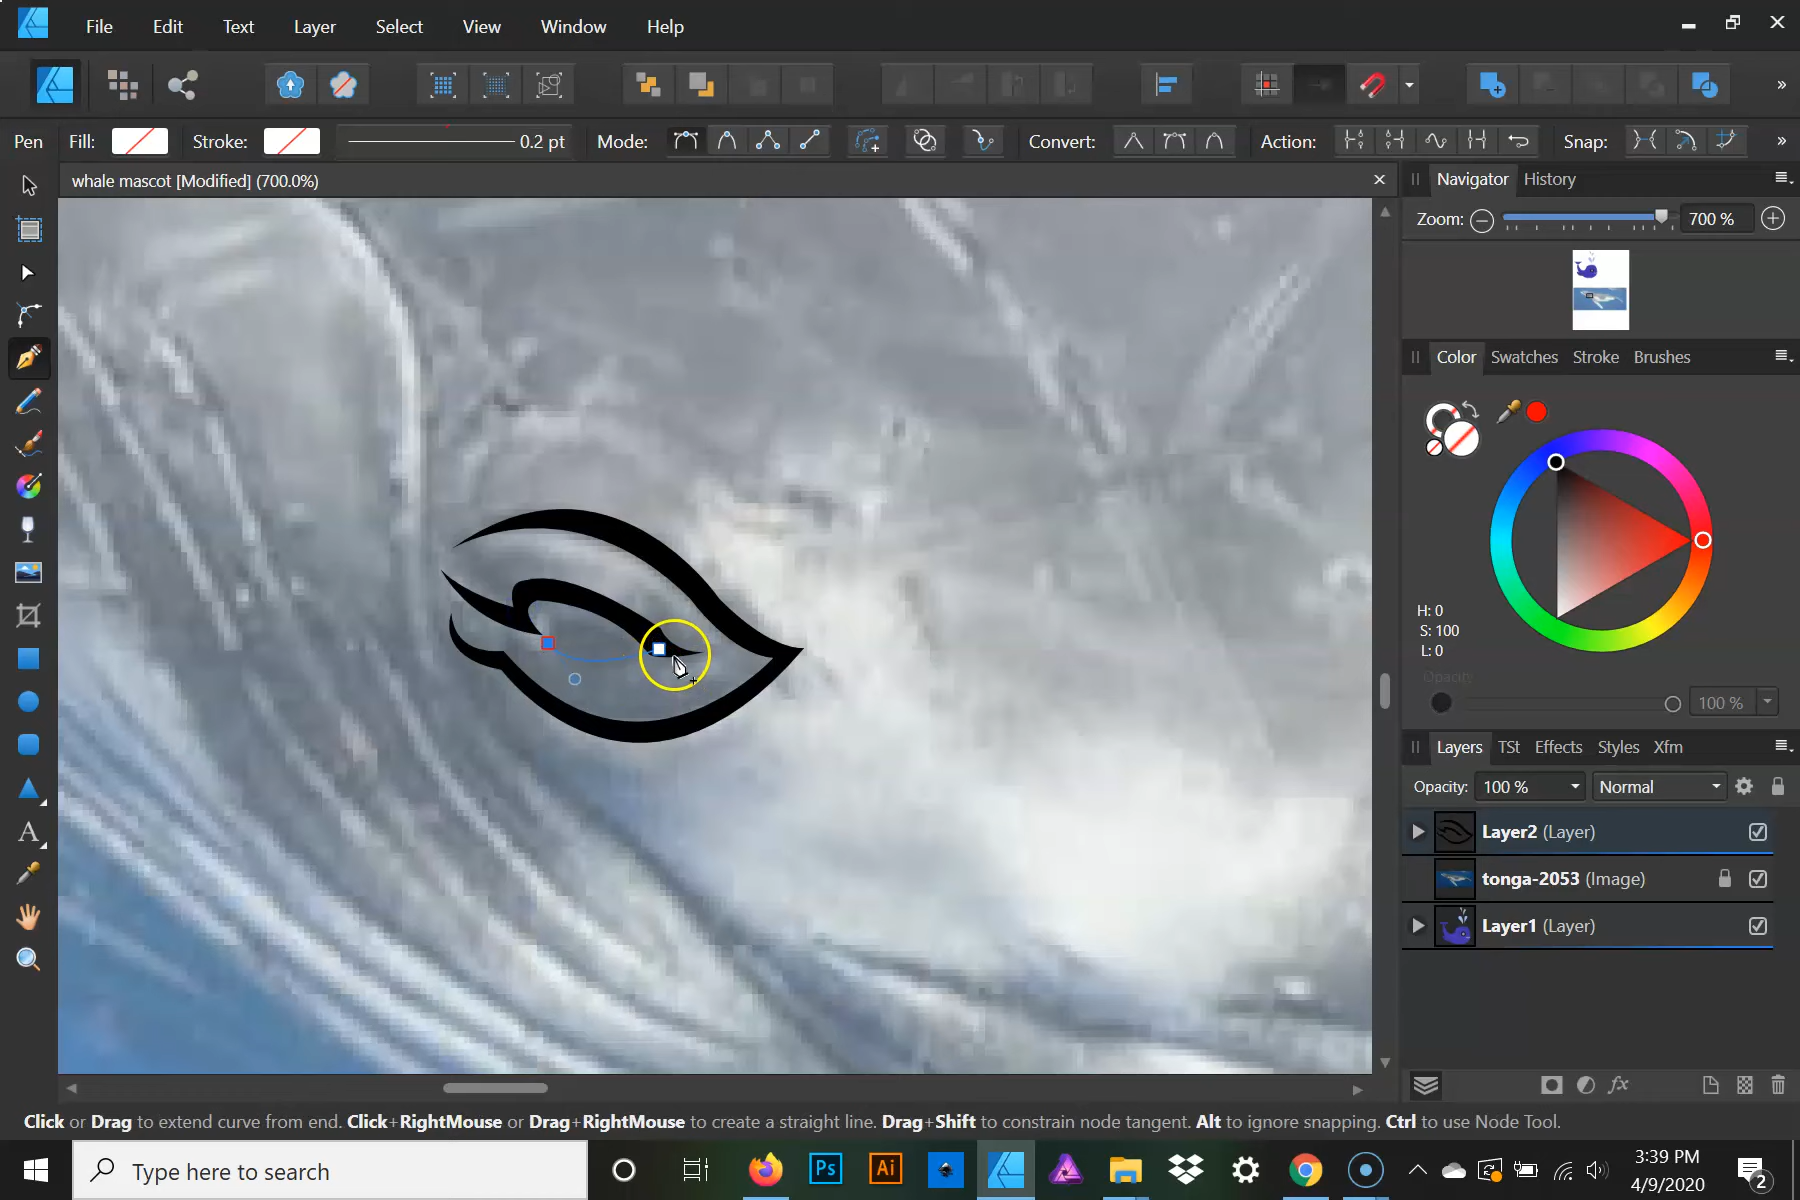 File Edit Text Layer Select View Window Help
Pen Fill: Stroke: 0.2 pt Mode: Convert: Action: Snap:
whale mascot [Modified] (700.0%)
Navigator History
Zoom: 700 %
Color Swatches Stroke Brushes
H: 0
S: 100
L: 0
Opacity
100 %
Layers TSt Effects Styles Xfm
Opacity: 100 % Normal
Layer2 (Layer)
tonga-2053 (Image)
Layer1 (Layer)
Click or Drag to extend curve from end. Click+RightMouse or Drag+RightMouse to create a straight line. Drag+Shift to constrain node tangent. Alt to ignore snapping. Ctrl to use Node Tool.
Type here to search
Ps Ai
3:39 PM
4/9/2020
2